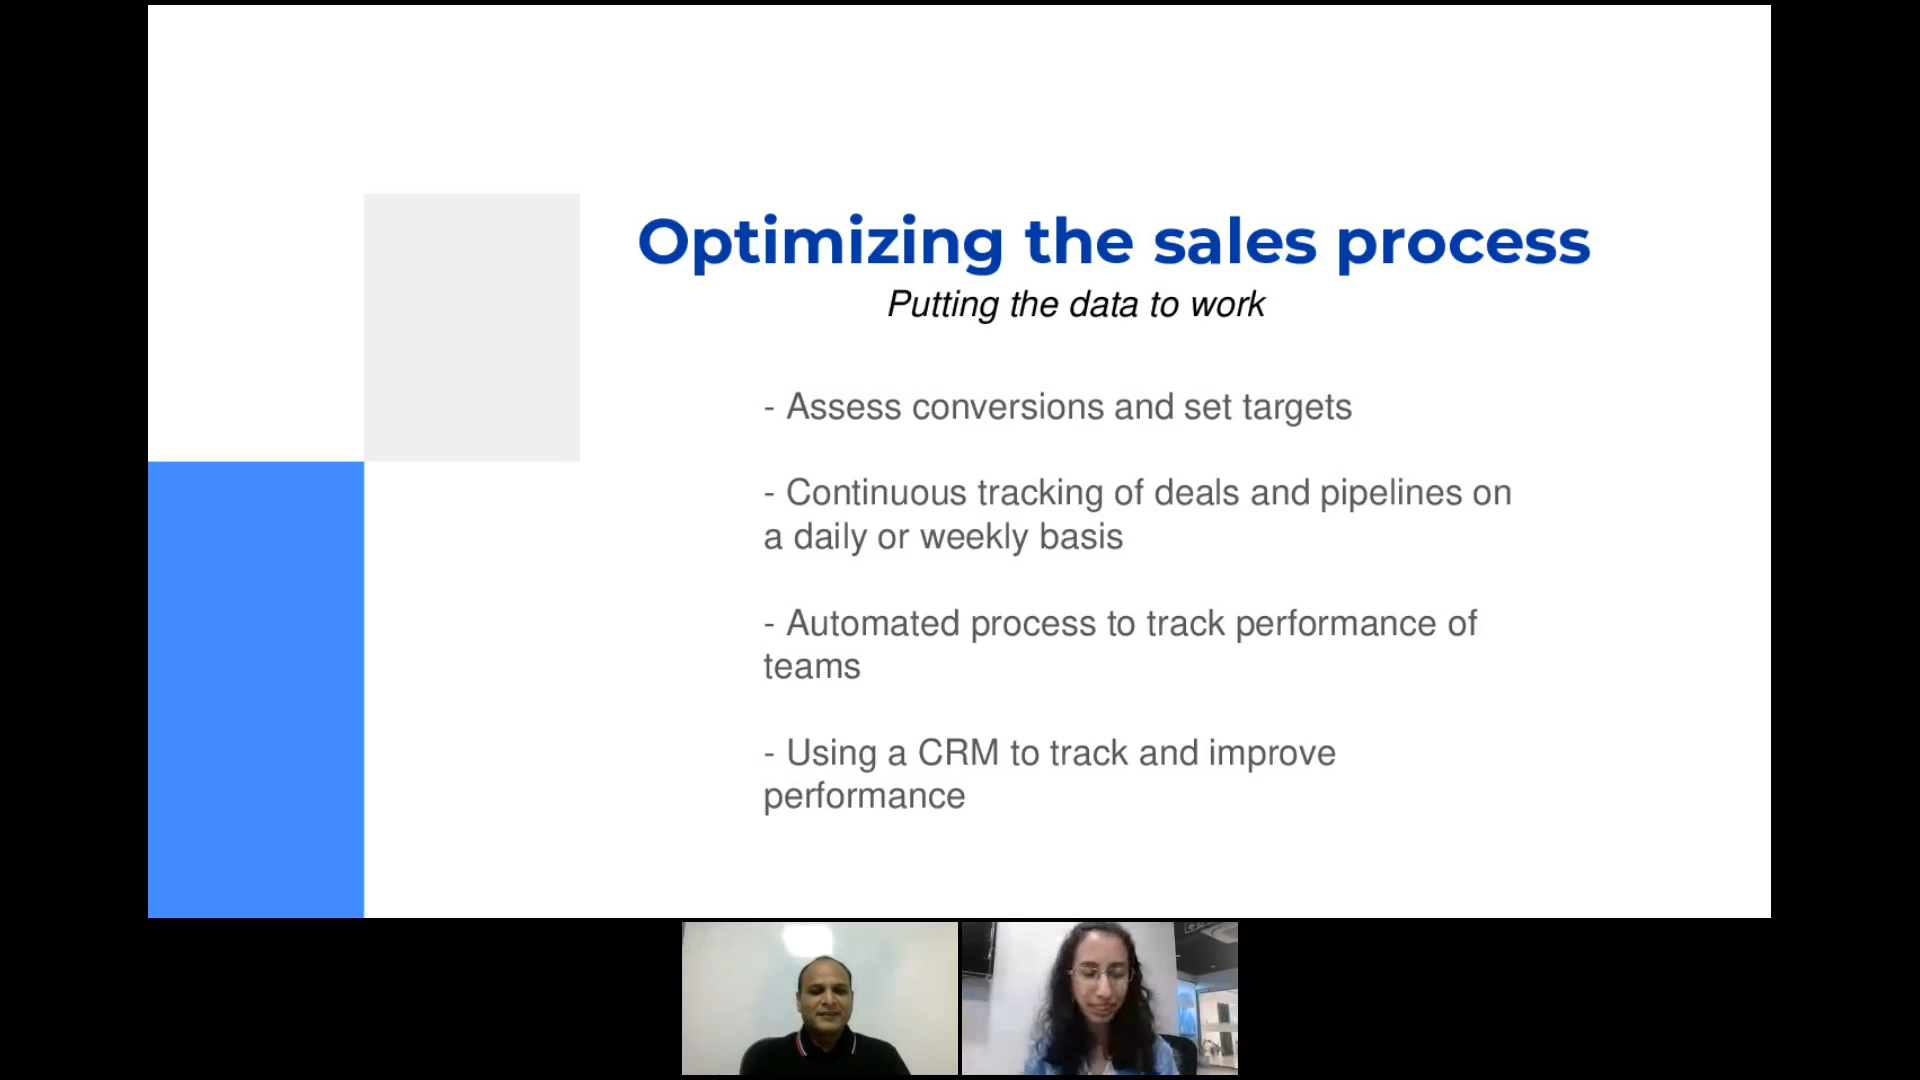 Optimizing the sales process
Putting the data to work
- Assess conversions and set targets
- Continuous tracking of deals and pipelines on
a daily or weekly basis
- Automated process to track performance of
teams
- Using a CRM to track and improve
performance